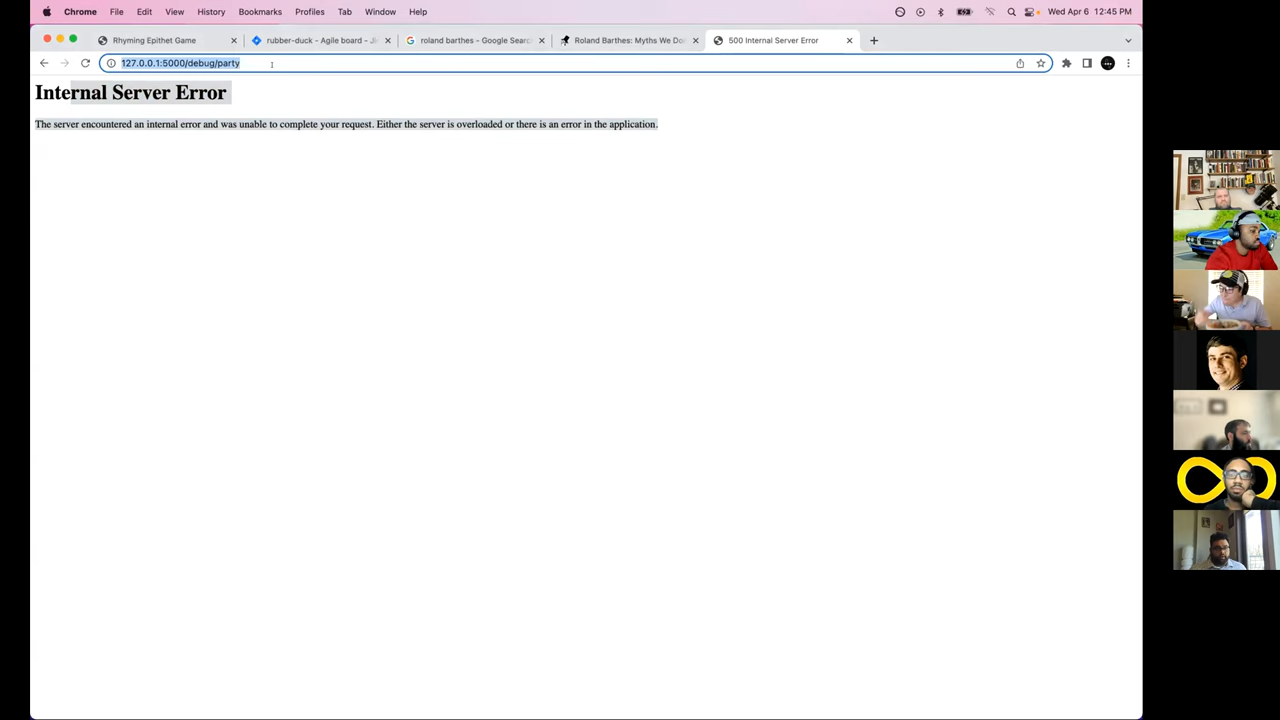 Chrome File Edit View History Bookmarks Profiles Tab Window Help Wed Apr 6 12:45 PM
Rhyming Epithet Game
rubber-duck - Agile board - Ji
roland barthes - Google Searc
Roland Barthes: Myths We Do
500 Internal Server Error
127.0.0.1:5000/debug/party
Internal Server Error
The server encountered an internal error and was unable to complete your request. Either the server is overloaded or there is an error in the application.